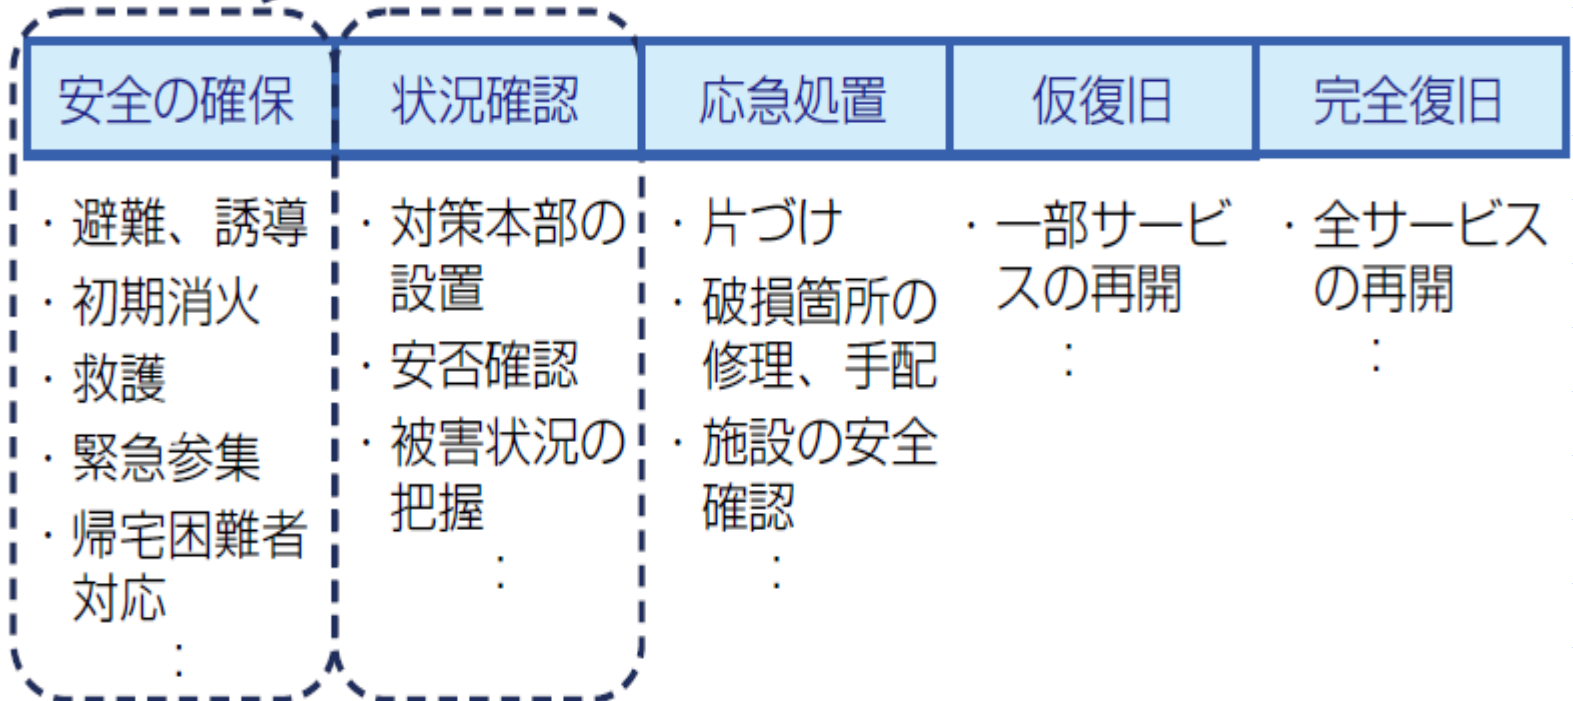 安全の確保
状況確認
応急処置
仮復旧
完全復旧
・避難、誘導
・初期消火
・救護
・緊急参集
・帰宅困難者
対応
：
・対策本部の
設置
・安否確認
・被害状況の
把握
：
・片づけ
・破損箇所の
修理、手配
・施設の安全
確認
：
・一部サービ
スの再開
：
・全サービス
の再開
：